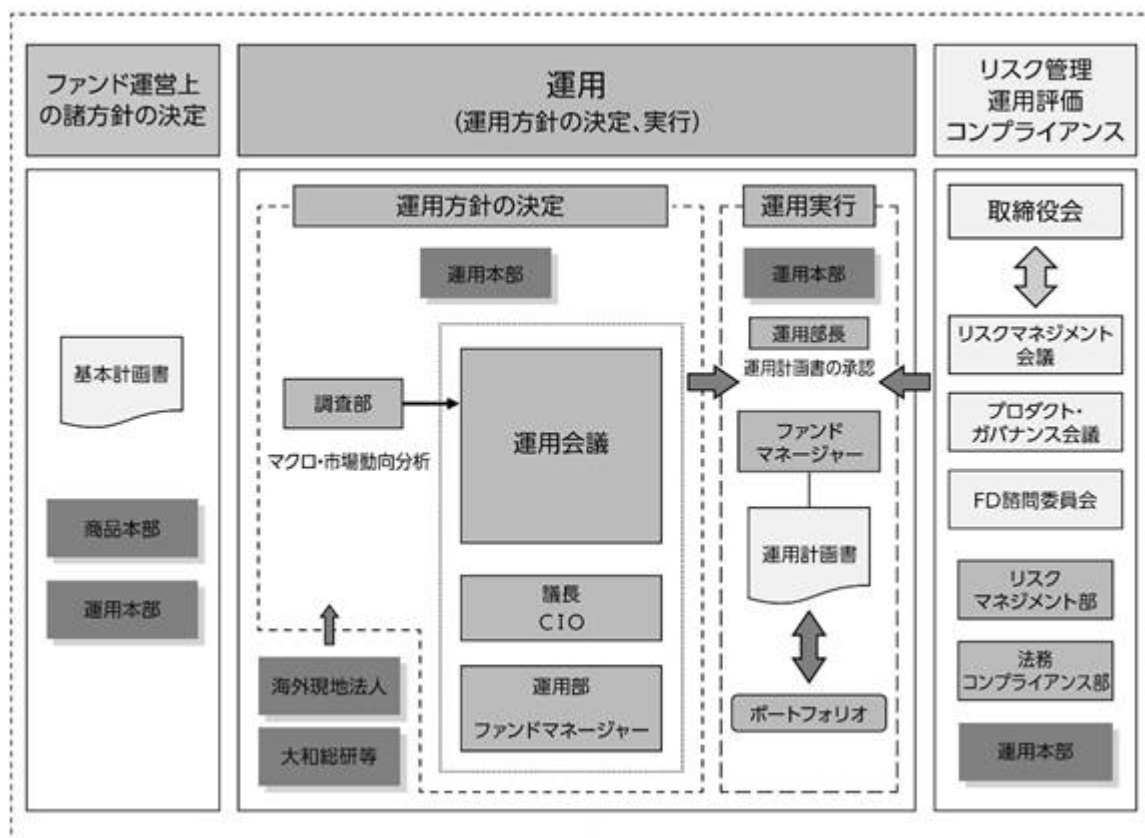 ファンド運営上
の諸方針の決定
基本計画書
商品本部
運用本部
運用
(運用方針の決定、実行)
運用方針の決定
運用本部
調査部
マクロ・市場動向分析
運用会議
議長
CIO
運用部
ファンドマネージャー
海外現地法人
大和総研等
運用実行
運用本部
運用部長
運用計画書の承認
ファンド
マネージャー
運用計画書
ポートフォリオ
リスク管理
運用評価
コンプライアンス
取締役会
リスクマネジメント
会議
プロダクト・
ガバナンス会議
FD諮問委員会
リスク
マネジメント部
法務
コンプライアンス部
運用本部